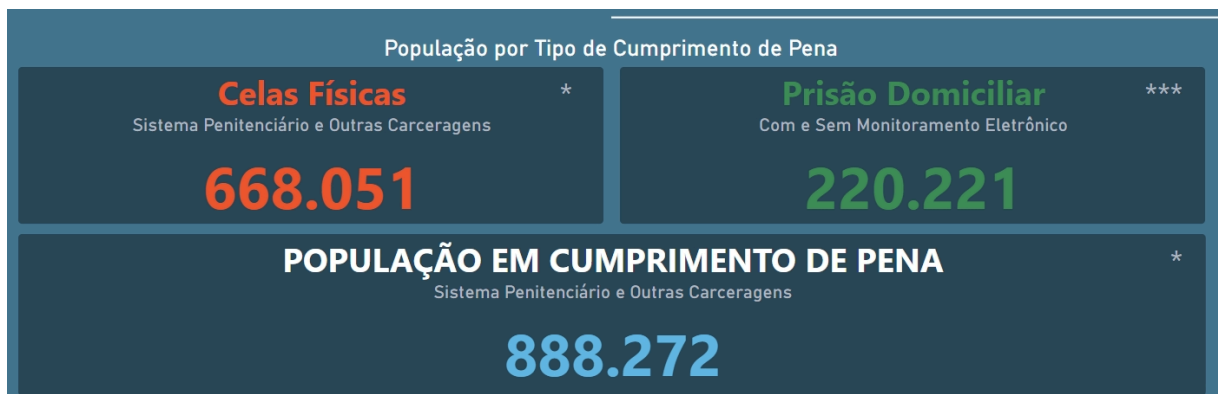 População por Tipo de Cumprimento de Pena
Celas Físicas *
Sistema Penitenciário e Outras Carceragens
668.051
Prisão Domiciliar ***
Com e Sem Monitoramento Eletrônico
220.221
POPULAÇÃO EM CUMPRIMENTO DE PENA *
Sistema Penitenciário e Outras Carceragens
888.272